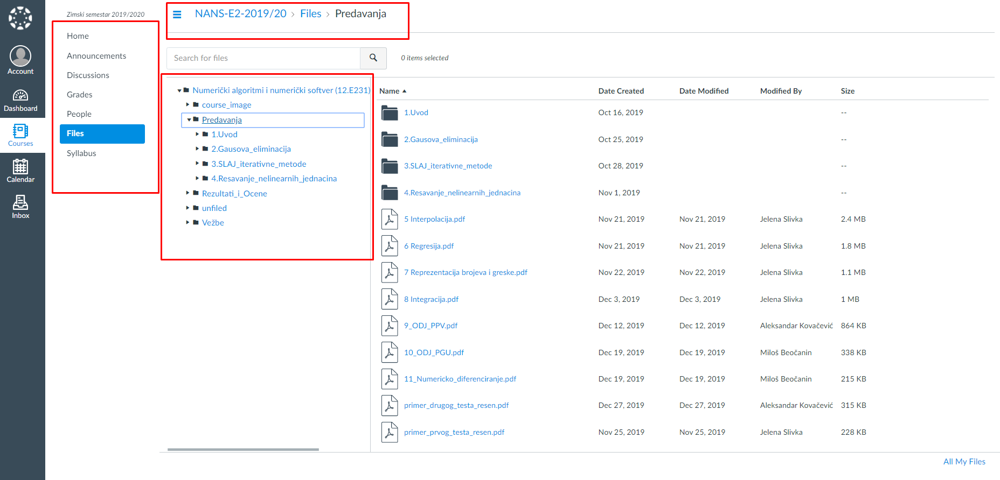 Account
Dashboard
Courses
Calendar
Inbox
Zimski semestar 2019/2020
Home
Announcements
Discussions
Grades
People
Files
Syllabus
NANS-E2-2019/20 › Files › Predavanja
Search for files
0 items selected
Numerički algoritmi i numerički softver (12.E231)
course_image
Predavanja
1.Uvod
2.Gausova_eliminacija
3.SLAJ_iterativne_metode
4.Resavanje_nelinearnih_jednacina
Rezultati_i_Ocene
unfiled
Vežbe
Name Date Created Date Modified Modified By Size
1.Uvod Oct 16, 2019 --
2.Gausova_eliminacija Oct 25, 2019 --
3.SLAJ_iterativne_metode Oct 28, 2019 --
4.Resavanje_nelinearnih_jednacina Nov 1, 2019 --
5 Interpolacija.pdf Nov 21, 2019 Nov 21, 2019 Jelena Slivka 2.4 MB
6 Regresija.pdf Nov 21, 2019 Nov 21, 2019 Jelena Slivka 1.8 MB
7 Reprezentacija brojeva i greske.pdf Nov 22, 2019 Nov 22, 2019 Jelena Slivka 1.1 MB
8 Integracija.pdf Dec 3, 2019 Dec 3, 2019 Jelena Slivka 1 MB
9_ODJ_PPV.pdf Dec 12, 2019 Dec 12, 2019 Aleksandar Kovačević 864 KB
10_ODJ_PGU.pdf Dec 19, 2019 Dec 19, 2019 Miloš Beočanin 338 KB
11_Numericko_diferenciranje.pdf Dec 19, 2019 Dec 19, 2019 Miloš Beočanin 215 KB
primer_drugog_testa_resen.pdf Dec 27, 2019 Dec 27, 2019 Aleksandar Kovačević 315 KB
primer_prvog_testa_resen.pdf Nov 25, 2019 Nov 25, 2019 Jelena Slivka 228 KB
All My Files